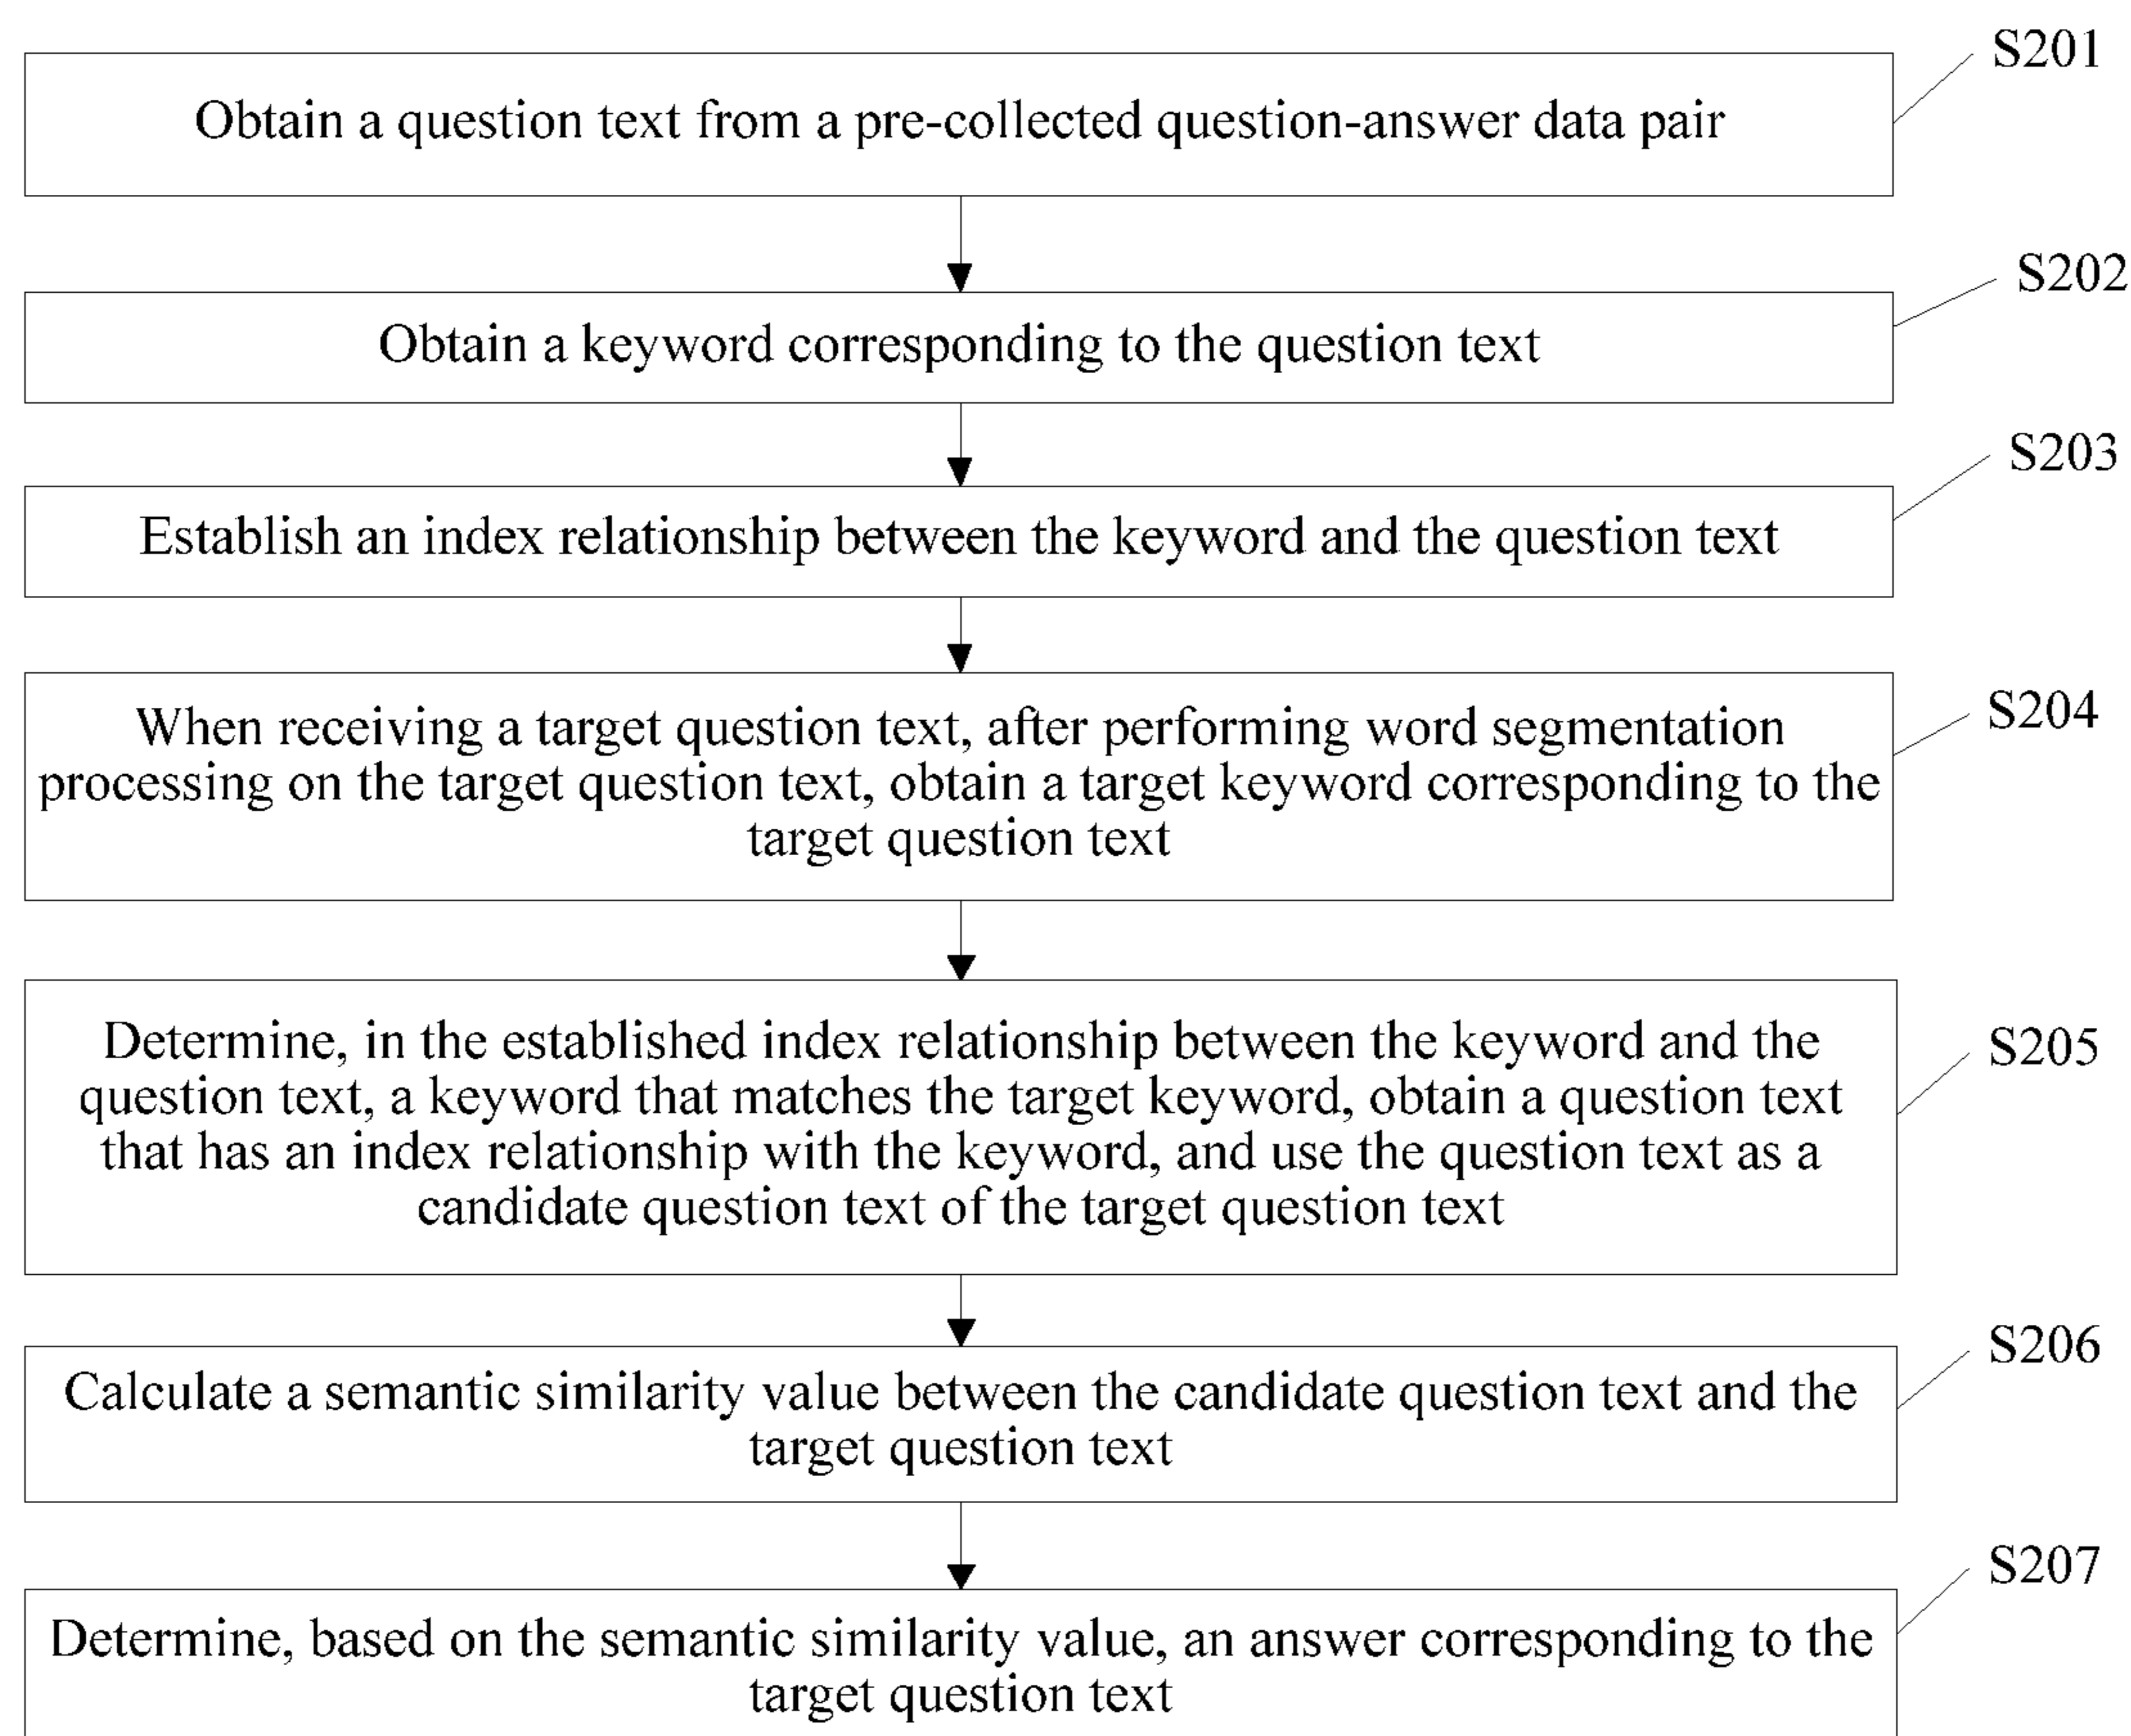 S201
Obtain a question text from a pre-collected question-answer data pair
S202
Obtain a keyword corresponding to the question text
S203
Establish an index relationship between the keyword and the question text
S204
When receiving a target question text, after performing word segmentation
processing on the target question text, obtain a target keyword corresponding to the
target question text
S205
Determine, in the established index relationship between the keyword and the
question text, a keyword that matches the target keyword, obtain a question text
that has an index relationship with the keyword, and use the question text as a
candidate question text of the target question text
S206
Calculate a semantic similarity value between the candidate question text and the
target question text
S207
Determine, based on the semantic similarity value, an answer corresponding to the
target question text